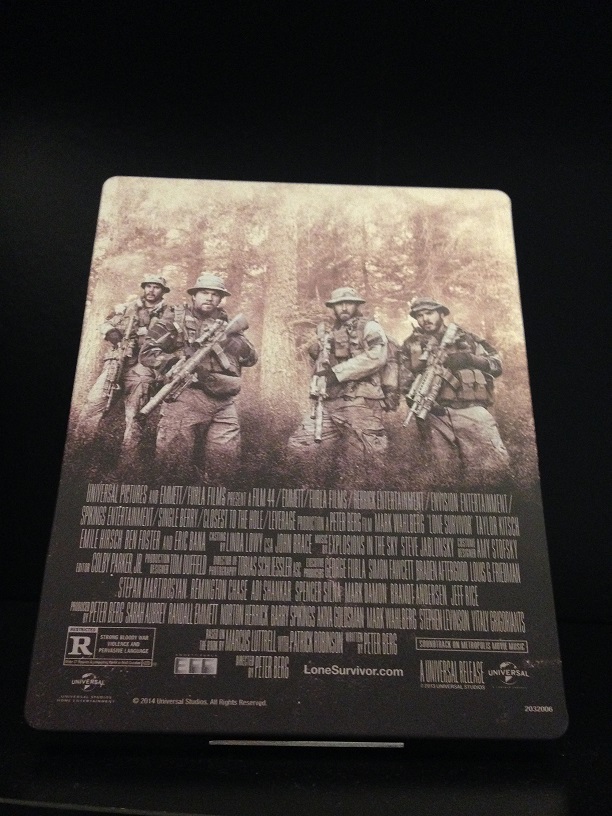 UNIVERSAL PICTURES AND EMMETT/FURLA FILMS PRESENT A FILM 44/EMMETT/FURLA FILMS/HERRICK ENTERTAINMENT/ENVISION ENTERTAINMENT/
SPRINGS ENTERTAINMENT/SINGLE BERRY/CLOSEST TO THE HOLE/LEVERAGE PRODUCTION A PETER BERG FILM MARK WAHLBERG "LONE SURVIVOR" TAYLOR KITSCH
EMILE HIRSCH BEN FOSTER AND ERIC BANA CASTING BY LINDA LOWY CSA JOHN BRACE MUSIC BY EXPLOSIONS IN THE SKY STEVE JABLONSKY COSTUME DESIGNER AMY STOFSKY
EDITOR COLBY PARKER, JR. PRODUCTION DESIGNER TOM DUFFIELD DIRECTOR OF PHOTOGRAPHY TOBIAS SCHLIESSLER ASC EXECUTIVE PRODUCERS GEORGE FURLA SIMON FAWCETT BRADEN AFTERGOOD LOUIS G. FRIEDMAN
STEPAN MARTIROSYAN REMINGTON CHASE ADI SHANKAR SPENCER SILNA MARK DAMON BRANDT ANDERSEN JEFF RICE
PRODUCED BY PETER BERG SARAH AUBREY RANDALL EMMETT NORTON HERRICK BARRY SPIKINGS AKIVA GOLDSMAN MARK WAHLBERG STEPHEN LEVINSON VITALY GRIGORIANTS
BASED ON THE BOOK BY MARCUS LUTTRELL WITH PATRICK ROBINSON WRITTEN BY PETER BERG
DIRECTED BY PETER BERG
RESTRICTED
R
STRONG BLOODY WAR
VIOLENCE AND
PERVASIVE LANGUAGE
EFF
LoneSurvivor.com
SOUNDTRACK ON METROPOLIS MOVIE MUSIC
A UNIVERSAL RELEASE
©2013 UNIVERSAL STUDIOS
UNIVERSAL
UNIVERSAL
UNIVERSAL STUDIOS
HOME ENTERTAINMENT
© 2014 Universal Studios. All Rights Reserved.
2032006